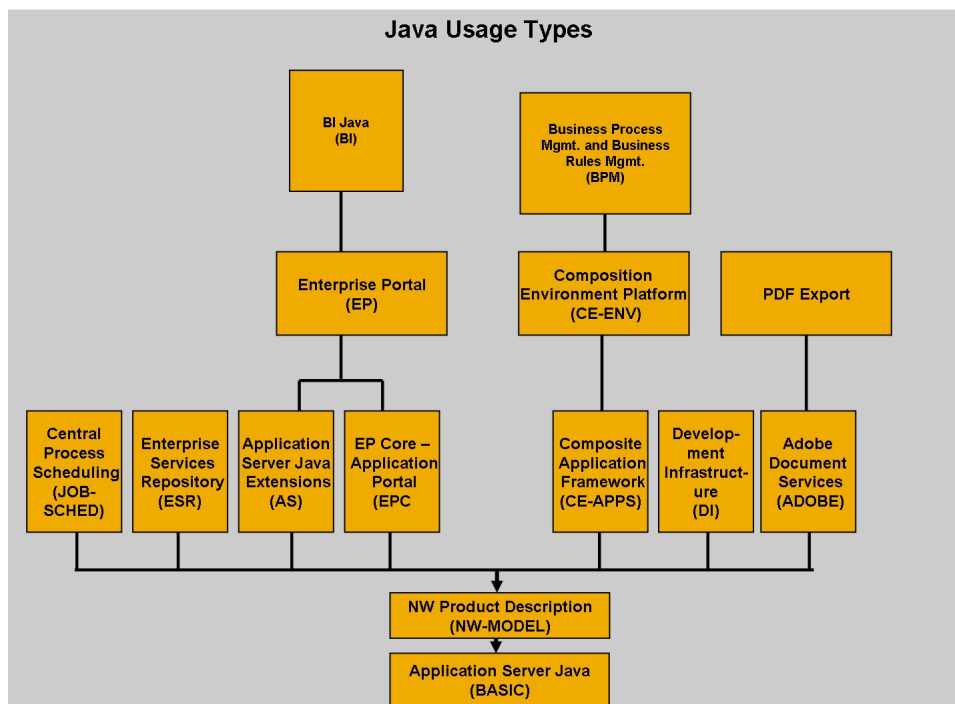 Java Usage Types
BI Java
(BI)
Business Process
Mgmt. and Business
Rules Mgmt.
(BPM)
Enterprise Portal
(EP)
Composition
Environment Platform
(CE-ENV)
PDF Export
Central
Process
Scheduling
(JOB-
SCHED)
Enterprise
Services
Repository
(ESR)
Application
Server Java
Extensions
(AS)
EP Core –
Application
Portal
(EPC
Composite
Application
Framework
(CE-APPS)
Develop-
ment
Infrastruct-
ure
(DI)
Adobe
Document
Services
(ADOBE)
NW Product Description
(NW-MODEL)
Application Server Java
(BASIC)